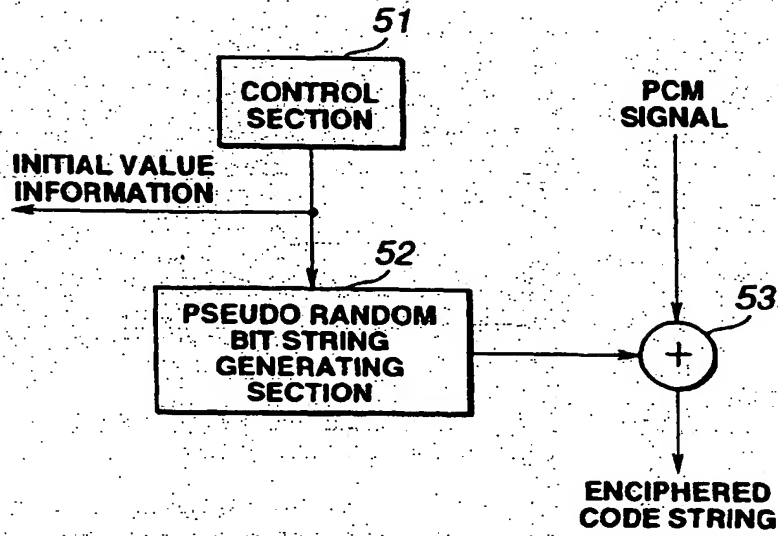 51
CONTROL
SECTION
PCM
SIGNAL
INITIAL VALUE
INFORMATION
52
PSEUDO RANDOM
BIT STRING
GENERATING
SECTION
53
+
ENCIPHERED
CODE STRING